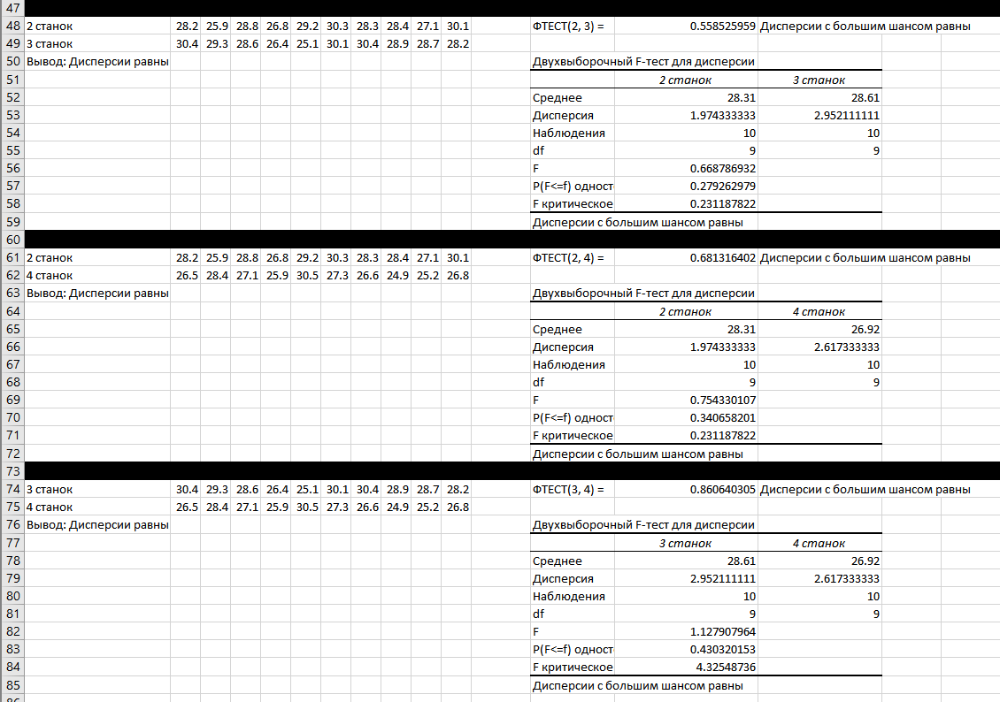 47
48 2 станок 28.2 25.9 28.8 26.8 29.2 30.3 28.3 28.4 27.1 30.1 ФТЕСТ(2, 3) = 0.558525959 Дисперсии с большим шансом равны
49 3 станок 30.4 29.3 28.6 26.4 25.1 30.1 30.4 28.9 28.7 28.2
50 Вывод: Дисперсии равны Двухвыборочный F-тест для дисперсии
51 2 станок 3 станок
52 Среднее 28.31 28.61
53 Дисперсия 1.974333333 2.952111111
54 Наблюдения 10 10
55 df 9 9
56 F 0.668786932
57 P(F<=f) одност 0.279262979
58 F критическое 0.231187822
59 Дисперсии с большим шансом равны
60
61 2 станок 28.2 25.9 28.8 26.8 29.2 30.3 28.3 28.4 27.1 30.1 ФТЕСТ(2, 4) = 0.681316402 Дисперсии с большим шансом равны
62 4 станок 26.5 28.4 27.1 25.9 30.5 27.3 26.6 24.9 25.2 26.8
63 Вывод: Дисперсии равны Двухвыборочный F-тест для дисперсии
64 2 станок 4 станок
65 Среднее 28.31 26.92
66 Дисперсия 1.974333333 2.617333333
67 Наблюдения 10 10
68 df 9 9
69 F 0.754330107
70 P(F<=f) одност 0.340658201
71 F критическое 0.231187822
72 Дисперсии с большим шансом равны
73
74 3 станок 30.4 29.3 28.6 26.4 25.1 30.1 30.4 28.9 28.7 28.2 ФТЕСТ(3, 4) = 0.860640305 Дисперсии с большим шансом равны
75 4 станок 26.5 28.4 27.1 25.9 30.5 27.3 26.6 24.9 25.2 26.8
76 Вывод: Дисперсии равны Двухвыборочный F-тест для дисперсии
77 3 станок 4 станок
78 Среднее 28.61 26.92
79 Дисперсия 2.952111111 2.617333333
80 Наблюдения 10 10
81 df 9 9
82 F 1.127907964
83 P(F<=f) одност 0.430320153
84 F критическое 4.32548736
85 Дисперсии с большим шансом равны